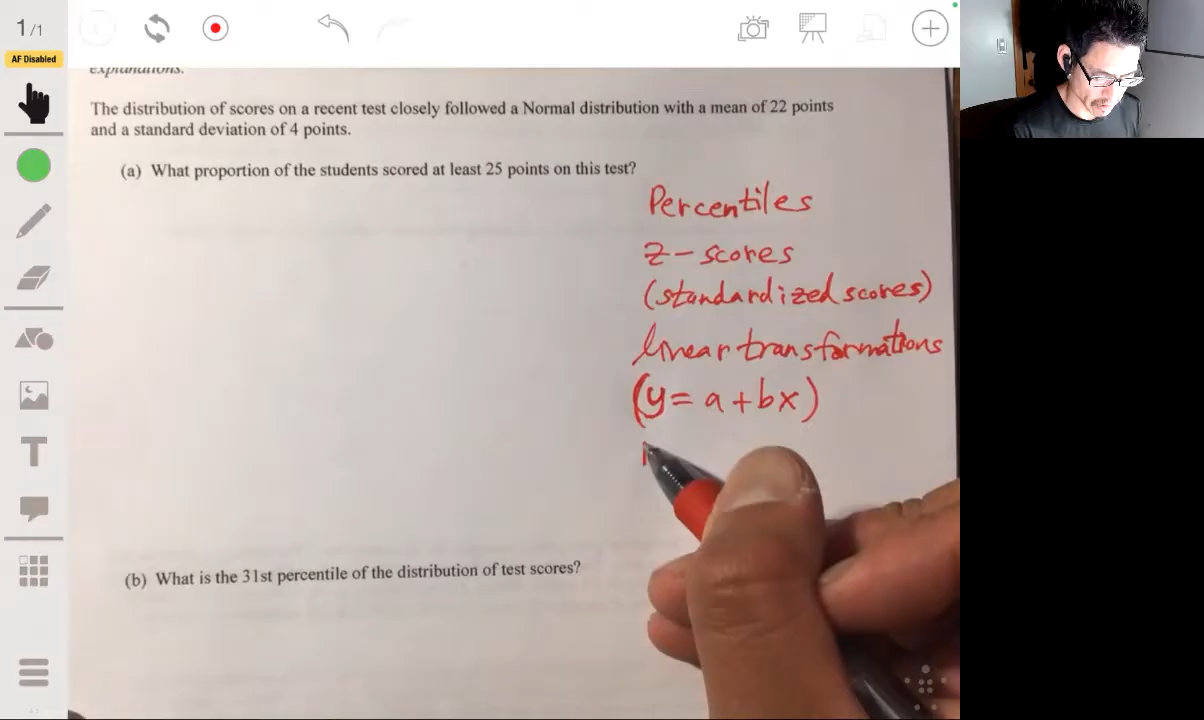 1/1
AF Disabled
explanations.
The distribution of scores on a recent test closely followed a Normal distribution with a mean of 22 points
and a standard deviation of 4 points.
(a) What proportion of the students scored at least 25 points on this test?
Percentiles
z-scores
(standardized scores)
linear transformations
(y = a + bx)
T
(b) What is the 31st percentile of the distribution of test scores?